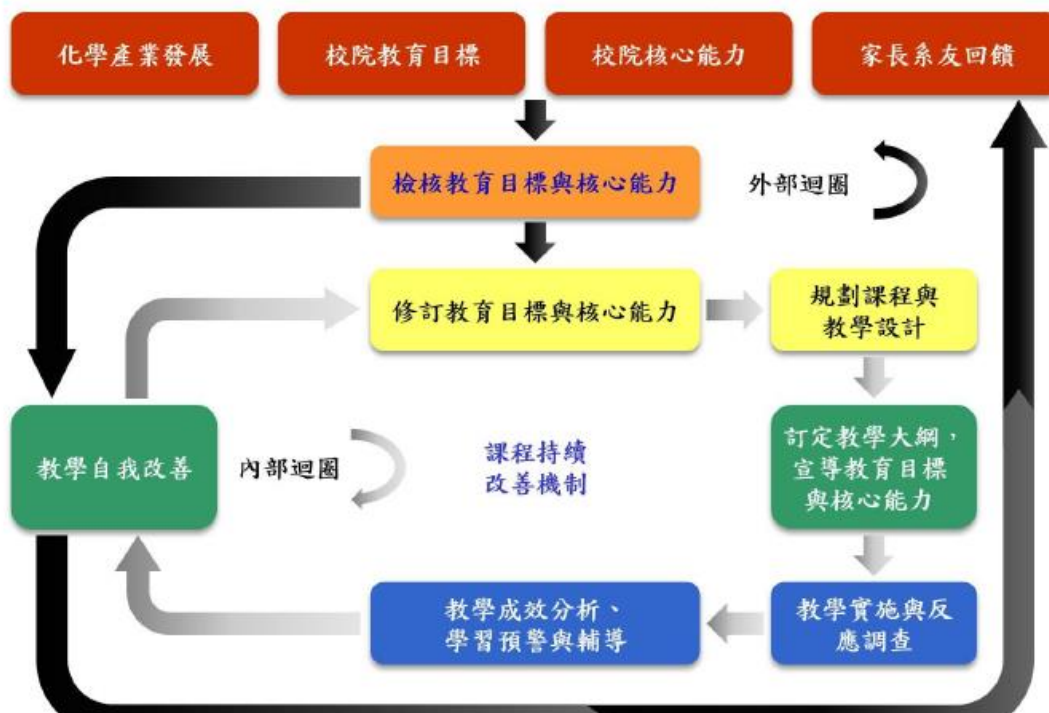 化學產業發展
校院教育目標
校院核心能力
家長系友回饋
檢核教育目標與核心能力
外部迴圈
修訂教育目標與核心能力
規劃課程與
教學設計
教學自我改善
內部迴圈
課程持續
改善機制
訂定教學大綱，
宣導教育目標
與核心能力
教學成效分析、
學習預警與輔導
教學實施與反
應調查